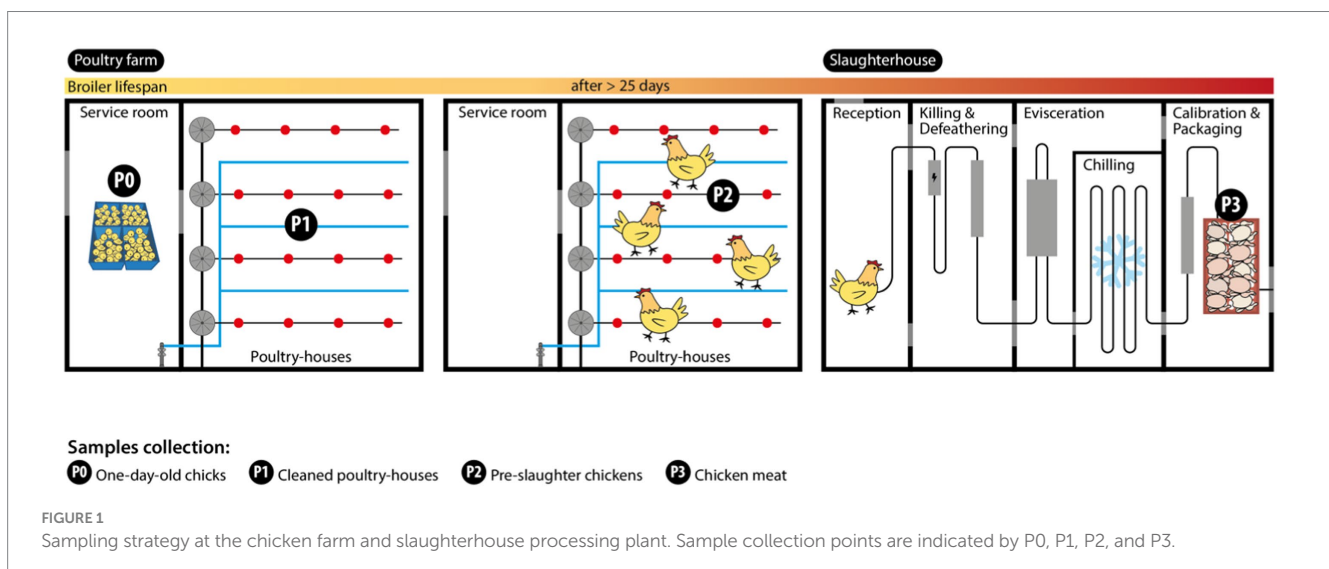 Poultry farm
Slaughterhouse
Broiler lifespan
after > 25 days
Service room
P0
P1
Poultry-houses
Service room
P2
Poultry-houses
Reception
Killing &
Defeathering
Evisceration
Chilling
Calibration &
Packaging
P3
Samples collection:
P0 One-day-old chicks P1 Cleaned poultry-houses P2 Pre-slaughter chickens P3 Chicken meat
FIGURE 1
Sampling strategy at the chicken farm and slaughterhouse processing plant. Sample collection points are indicated by P0, P1, P2, and P3.